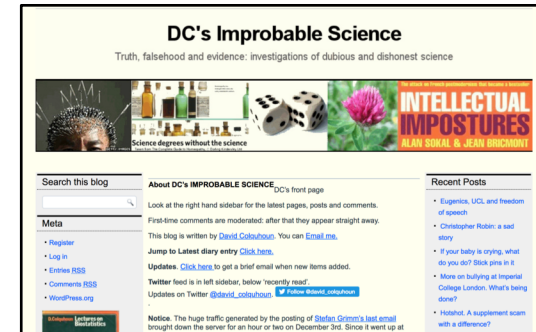 DC's Improbable Science
Truth, falsehood and evidence: investigations of dubious and dishonest science
Science degrees without the science
The attack on French postmodernism that became a bestseller
INTELLECTUAL
IMPOSTURES
ALAN SOKAL & JEAN BRICMONT
Search this blog
Meta
Register
Log in
Entries RSS
Comments RSS
WordPress.org
D.Colquhoun Lectures on
Biostatistics
About DC's IMPROBABLE SCIENCE
DC's front page
Look at the right hand sidebar for the latest pages, posts and comments.
First-time comments are moderated: after that they appear straight away.
This blog is written by David Colquhoun. You can Email me.
Jump to Latest diary entry Click here.
Updates. Click here to get a brief email when new items added.
Twitter feed is in left sidebar, below 'recently read'.
Updates on Twitter @david_colquhoun. Follow @david_colquhoun
Notice. The huge traffic generated by the posting of Stefan Grimm's last email
brought down the server for an hour or two on December 3rd. Since it went up at
Recent Posts
Eugenics, UCL and freedom
of speech
Christopher Robin: a sad
story
If your baby is crying, what
do you do? Stick pins in it
More on bullying at Imperial
College London. What's being
done?
Hotshot. A supplement scam
with a difference?